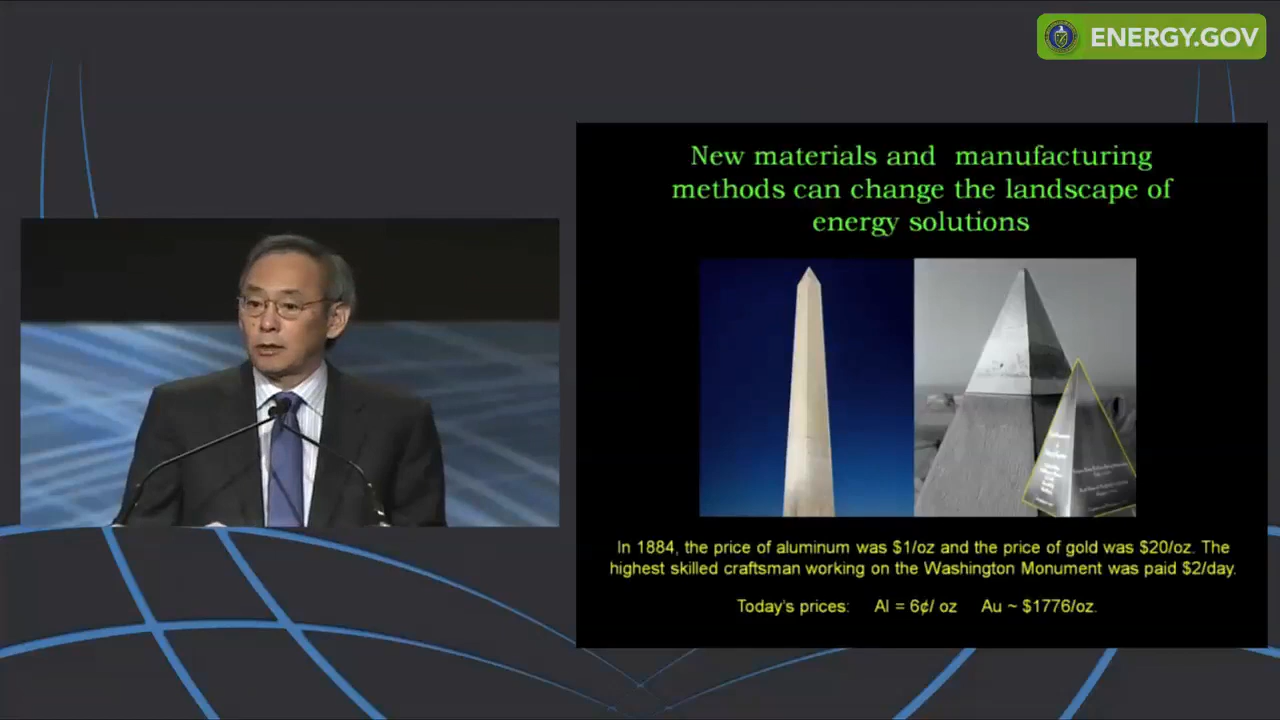 ENERGY.GOV
New materials and manufacturing
methods can change the landscape of
energy solutions
In 1884, the price of aluminum was $1/oz and the price of gold was $20/oz. The
highest skilled craftsman working on the Washington Monument was paid $2/day.
Today's prices: Al = 6¢/ oz Au ~ $1776/oz.